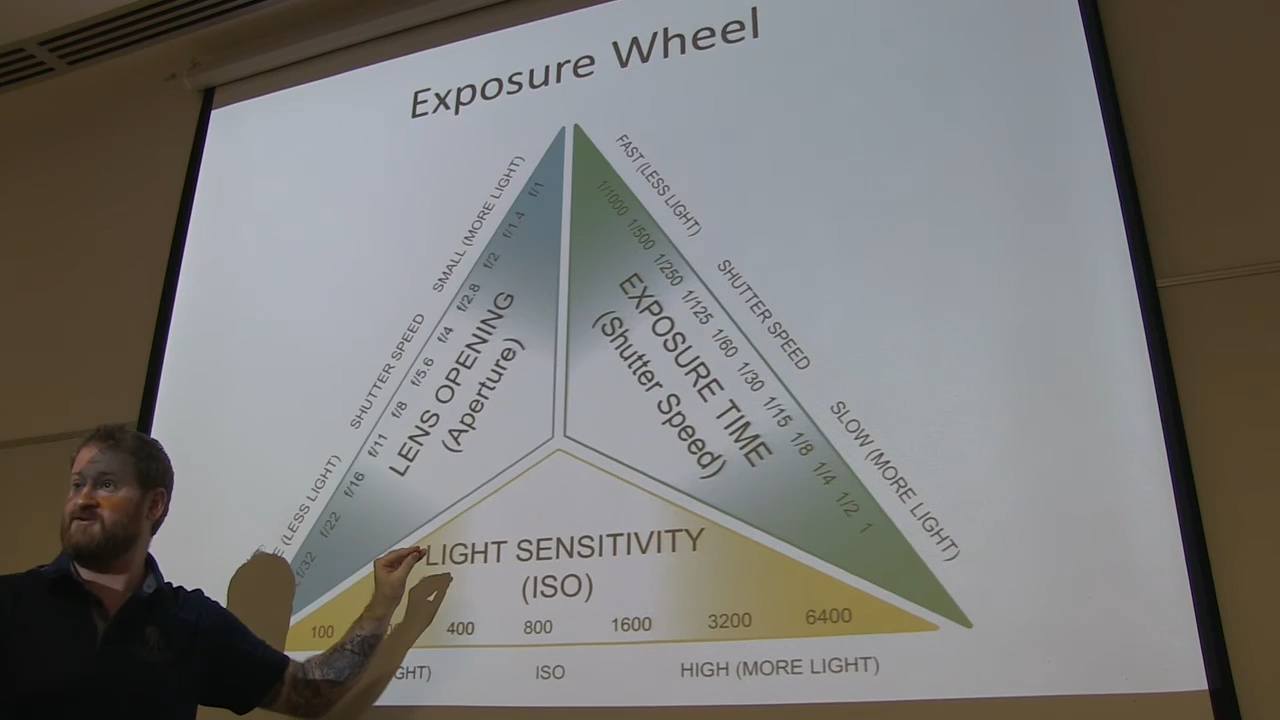 Exposure Wheel
SMALL (MORE LIGHT)
SHUTTER SPEED
(LESS LIGHT)
f/1
f/1.4
f/2
f/2.8
f/4
f/5.6
f/8
f/11
f/16
f/22
f/32
LENS OPENING
(Aperture)
FAST (LESS LIGHT)
SHUTTER SPEED
SLOW (MORE LIGHT)
1/1000 1/500 1/250 1/125 1/60 1/30 1/15 1/8 1/4 1/2 1
EXPOSURE TIME
(Shutter Speed)
LIGHT SENSITIVITY
(ISO)
100 400 800 1600 3200 6400
ISO HIGH (MORE LIGHT)